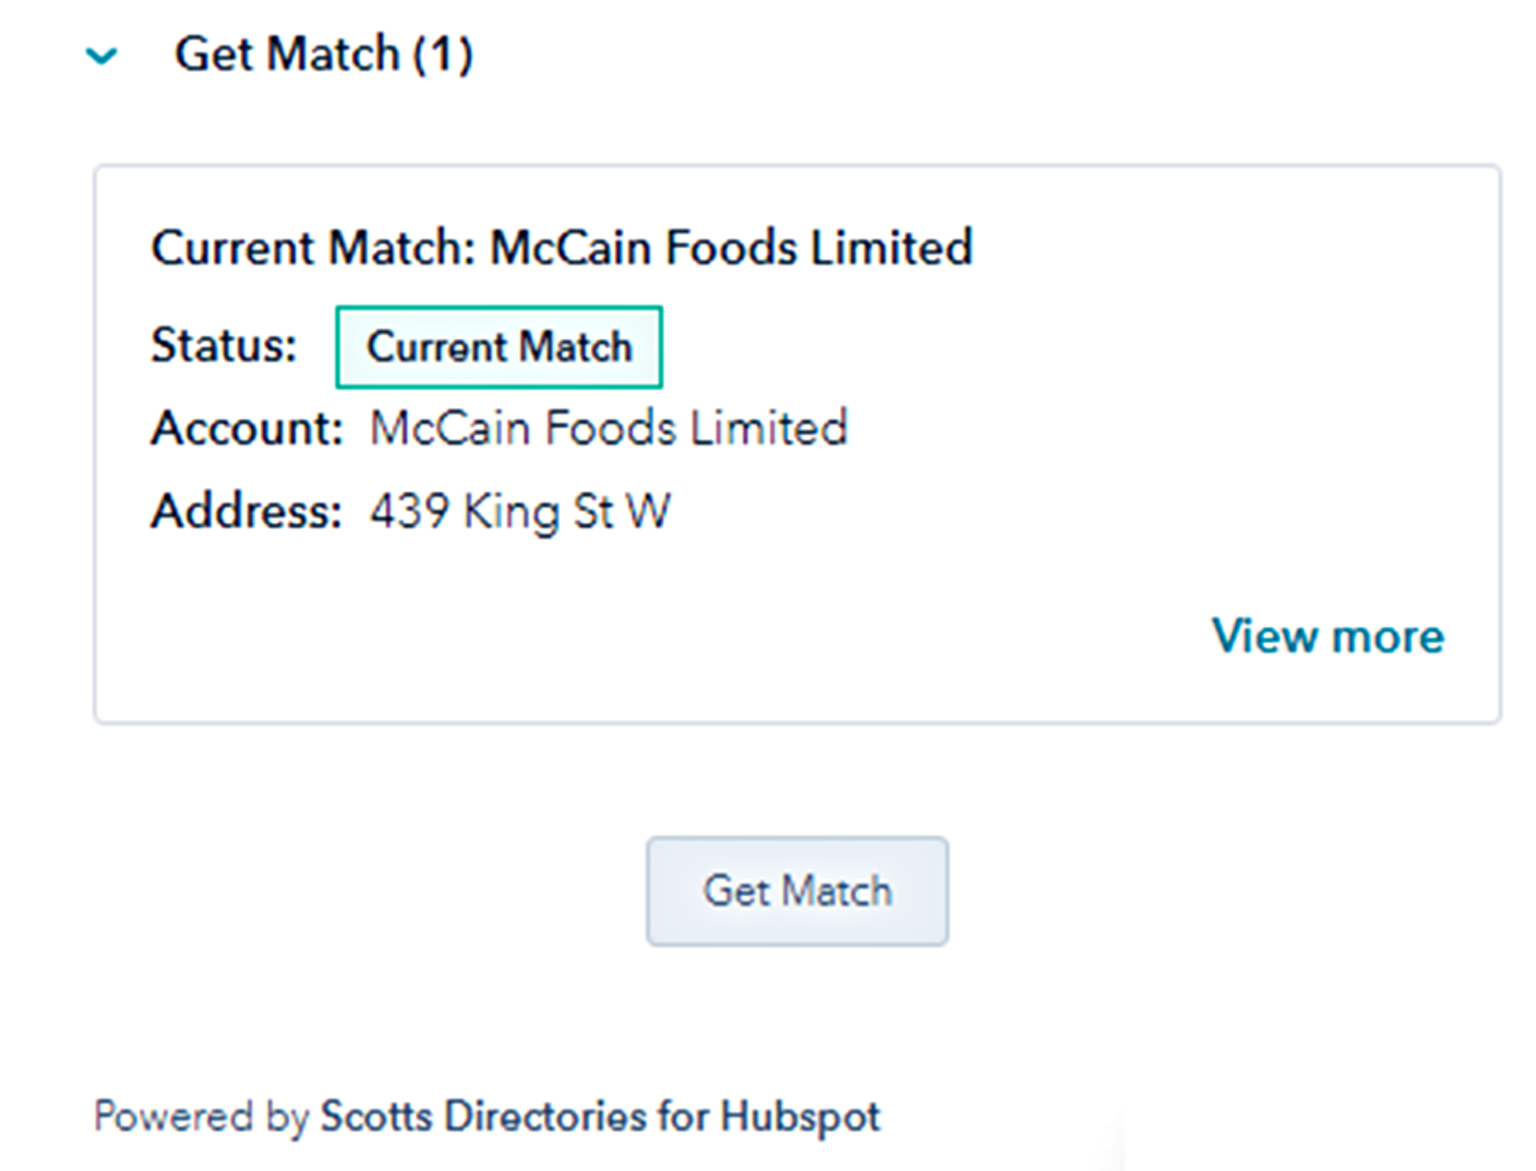 Get Match (1)
Current Match: McCain Foods Limited
Status: Current Match
Account: McCain Foods Limited
Address: 439 King St W
View more
Get Match
Powered by Scotts Directories for Hubspot